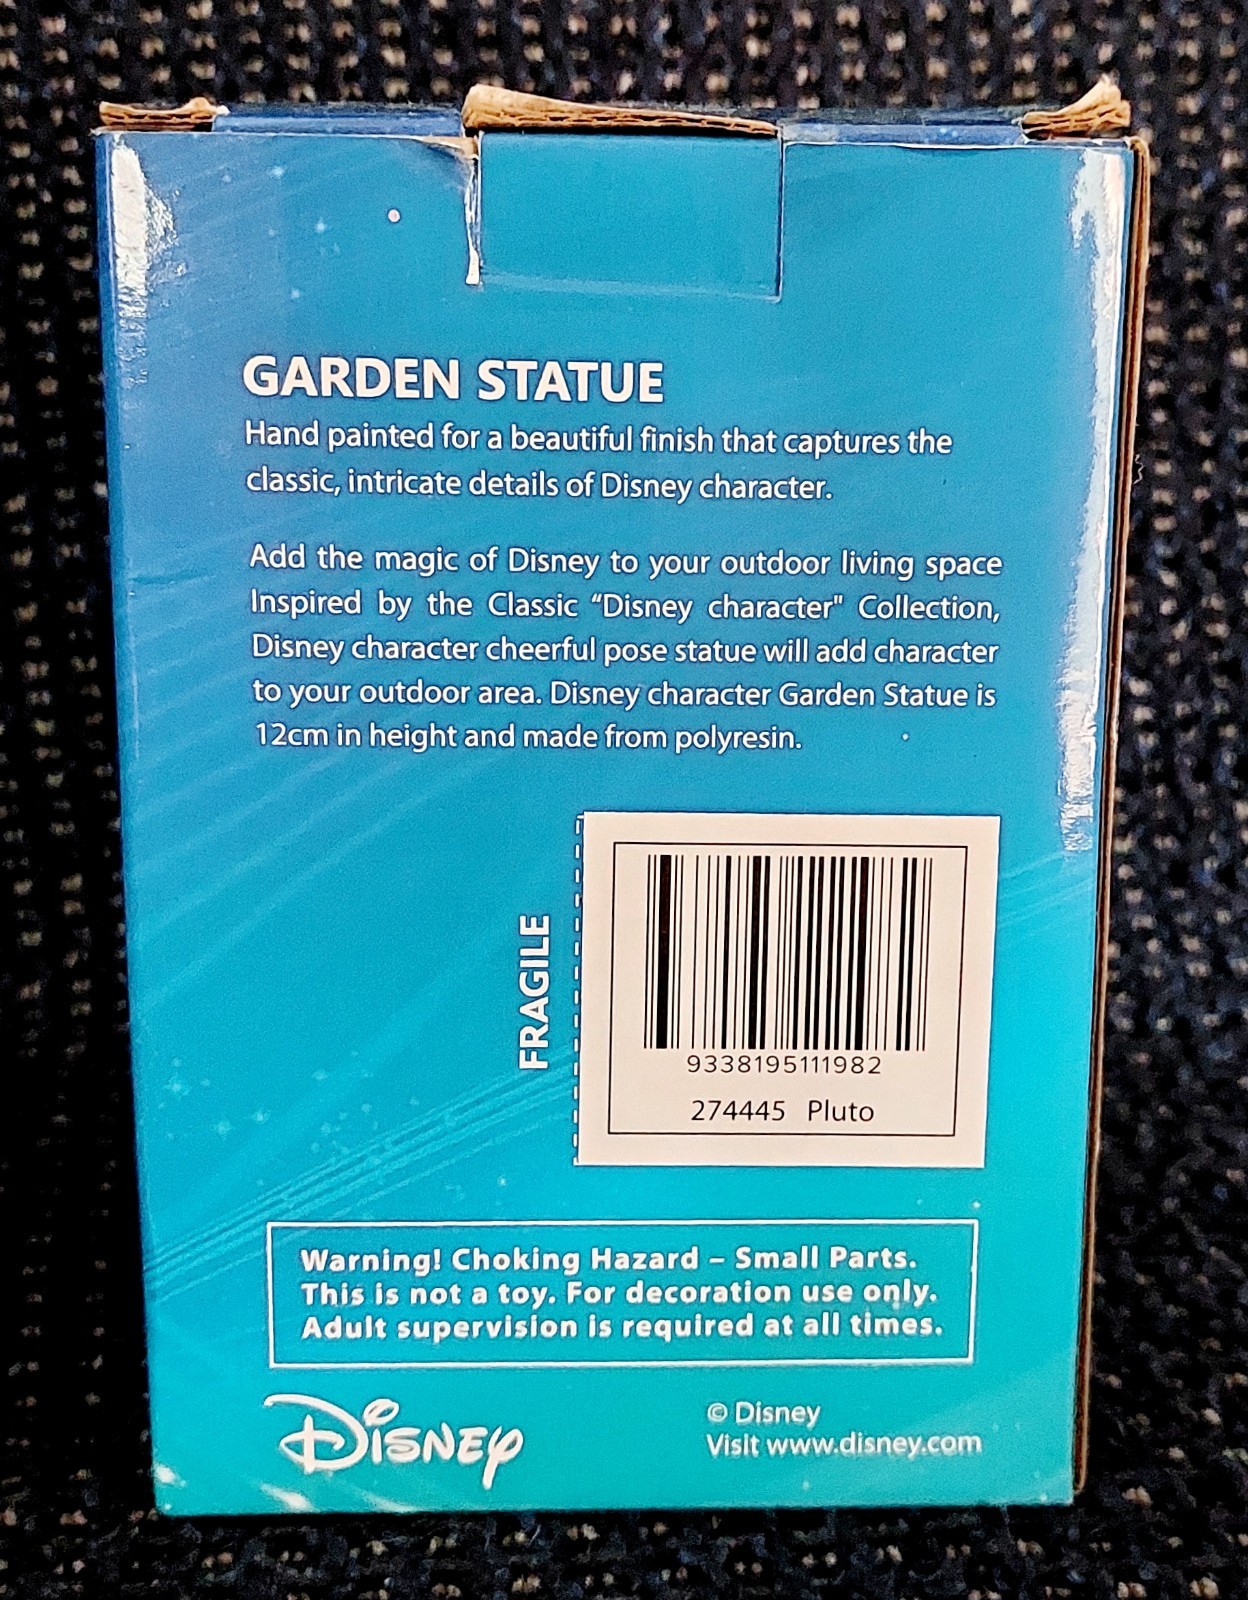 GARDEN STATUE
Hand painted for a beautiful finish that captures the
classic, intricate details of Disney character.
Add the magic of Disney to your outdoor living space
Inspired by the Classic “Disney character" Collection,
Disney character cheerful pose statue will add character
to your outdoor area. Disney character Garden Statue is
12cm in height and made from polyresin.
FRAGILE
9338195111982
274445 Pluto
Warning! Choking Hazard – Small Parts.
This is not a toy. For decoration use only.
Adult supervision is required at all times.
Disney
© Disney
Visit www.disney.com